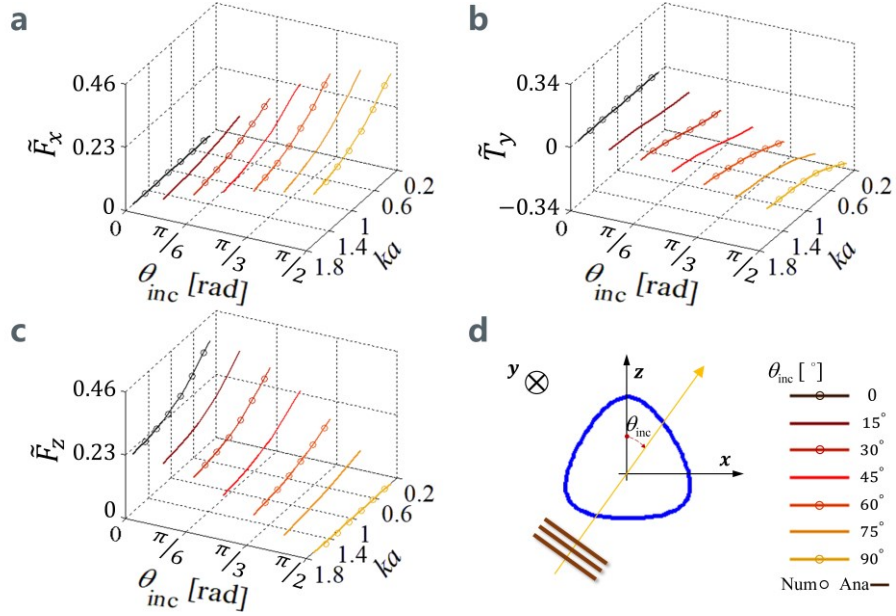 a
0.46
0.23
0
F̃x
0
π/6
π/3
π/2
θinc [rad]
1.8
1.4
1
0.6
0.2
ka
b
0.34
0
−0.34
T̃y
0
π/6
π/3
π/2
θinc [rad]
1.8
1.4
1
0.6
0.2
ka
c
0.46
0.23
0
F̃z
0
π/6
π/3
π/2
θinc [rad]
1.8
1.4
1
0.6
0.2
ka
d
y
z
θinc
x
θinc [°]
0
15°
30°
45°
60°
75°
90°
Num Ana